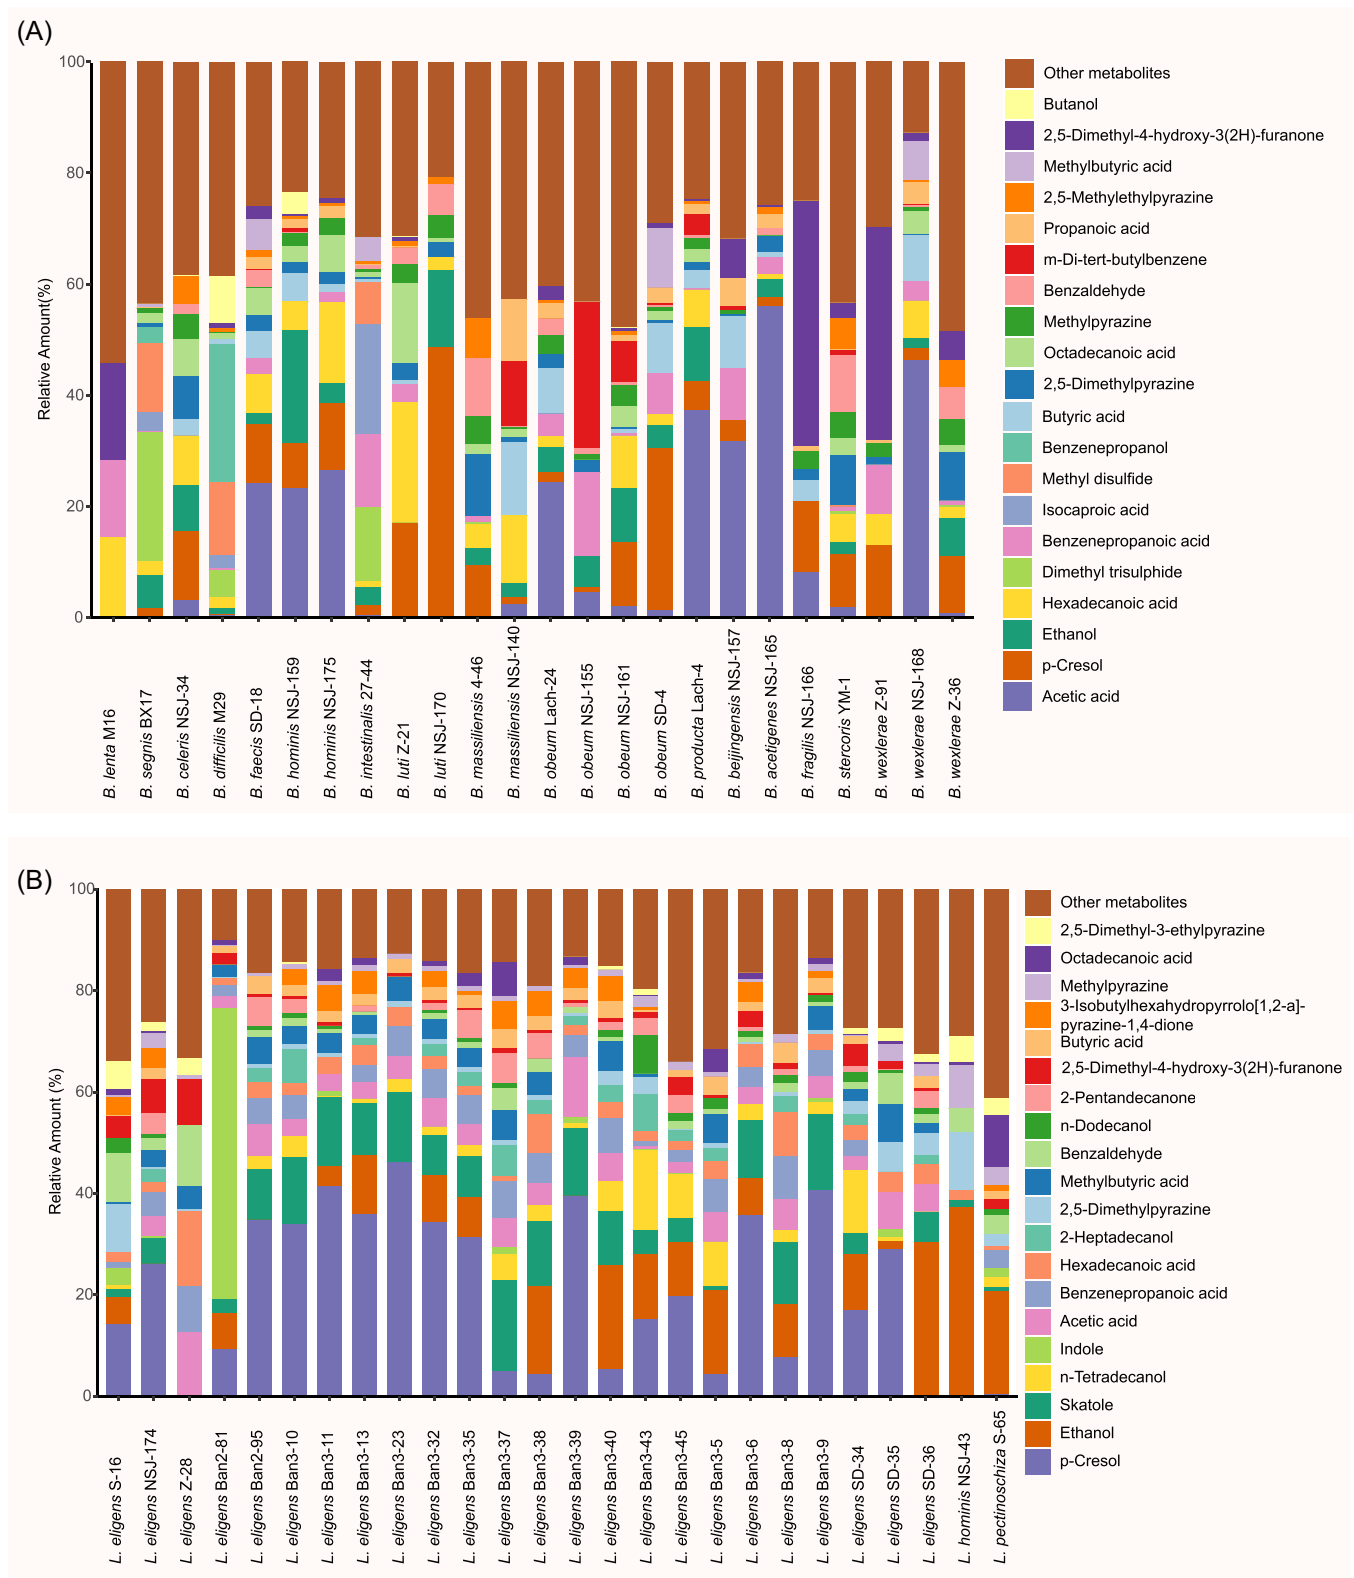 (A)
100
80
60
40
20
0
Relative Amount(%)
B. lenta M16
B. segnis BX17
B. celeris NSJ-34
B. difficilis M29
B. faecis SD-18
B. hominis NSJ-159
B. hominis NSJ-175
B. intestinalis 27-44
B. luti Z-21
B. luti NSJ-170
B. massiliensis 4-46
B. massiliensis NSJ-140
B. obeum Lach-24
B. obeum NSJ-155
B. obeum NSJ-161
B. obeum SD-4
B. producta Lach-4
B. beijingensis NSJ-157
B. acetigenes NSJ-165
B. fragilis NSJ-166
B. stercoris YM-1
B. wexlerae Z-91
B. wexlerae NSJ-168
B. wexlerae Z-36
Other metabolites
Butanol
2,5-Dimethyl-4-hydroxy-3(2H)-furanone
Methylbutyric acid
2,5-Methylethylpyrazine
Propanoic acid
m-Di-tert-butylbenzene
Benzaldehyde
Methylpyrazine
Octadecanoic acid
2,5-Dimethylpyrazine
Butyric acid
Benzenepropanol
Methyl disulfide
Isocaproic acid
Benzenepropanoic acid
Dimethyl trisulphide
Hexadecanoic acid
Ethanol
p-Cresol
Acetic acid
(B)
100
80
60
40
20
0
Relative Amount (%)
L. eligens S-16
L. eligens NSJ-174
L. eligens Z-28
L. eligens Ban2-81
L. eligens Ban2-95
L. eligens Ban3-10
L. eligens Ban3-11
L. eligens Ban3-13
L. eligens Ban3-23
L. eligens Ban3-32
L. eligens Ban3-35
L. eligens Ban3-37
L. eligens Ban3-38
L. eligens Ban3-39
L. eligens Ban3-40
L. eligens Ban3-43
L. eligens Ban3-45
L. eligens Ban3-5
L. eligens Ban3-6
L. eligens Ban3-8
L. eligens Ban3-9
L. eligens SD-34
L. eligens SD-35
L. eligens SD-36
L. hominis NSJ-43
L. pectinoschiza S-65
Other metabolites
2,5-Dimethyl-3-ethylpyrazine
Octadecanoic acid
Methylpyrazine
3-Isobutylhexahydropyrrolo[1,2-a]-
pyrazine-1,4-dione
Butyric acid
2,5-Dimethyl-4-hydroxy-3(2H)-furanone
2-Pentandecanone
n-Dodecanol
Benzaldehyde
Methylbutyric acid
2,5-Dimethylpyrazine
2-Heptadecanol
Hexadecanoic acid
Benzenepropanoic acid
Acetic acid
Indole
n-Tetradecanol
Skatole
Ethanol
p-Cresol